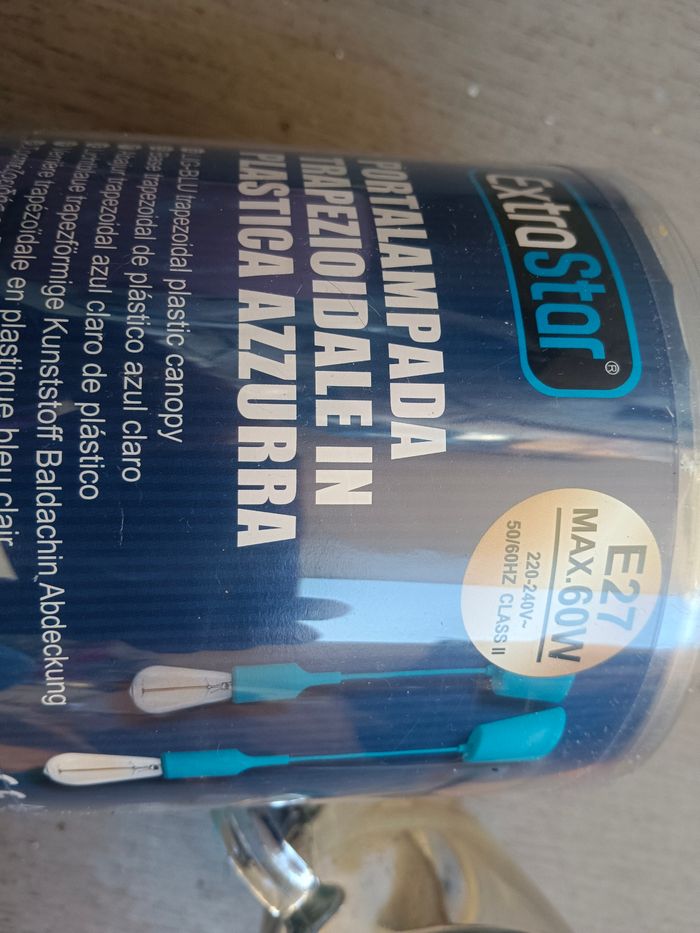 ExtraStar®
PORTALAMPADA
TRAPEZIOIDALE IN
PLASTICA AZZURRA
trapezoidal plastic canopy
Base trapezoidal de plástico azul claro
trapezoidal azul claro de plástico
trapezförmige Kunststoff Baldachin Abdeckung
trapézoïdale en plastique bleu clair
E27
MAX.60W
220-240V~
50/60HZ CLASS II